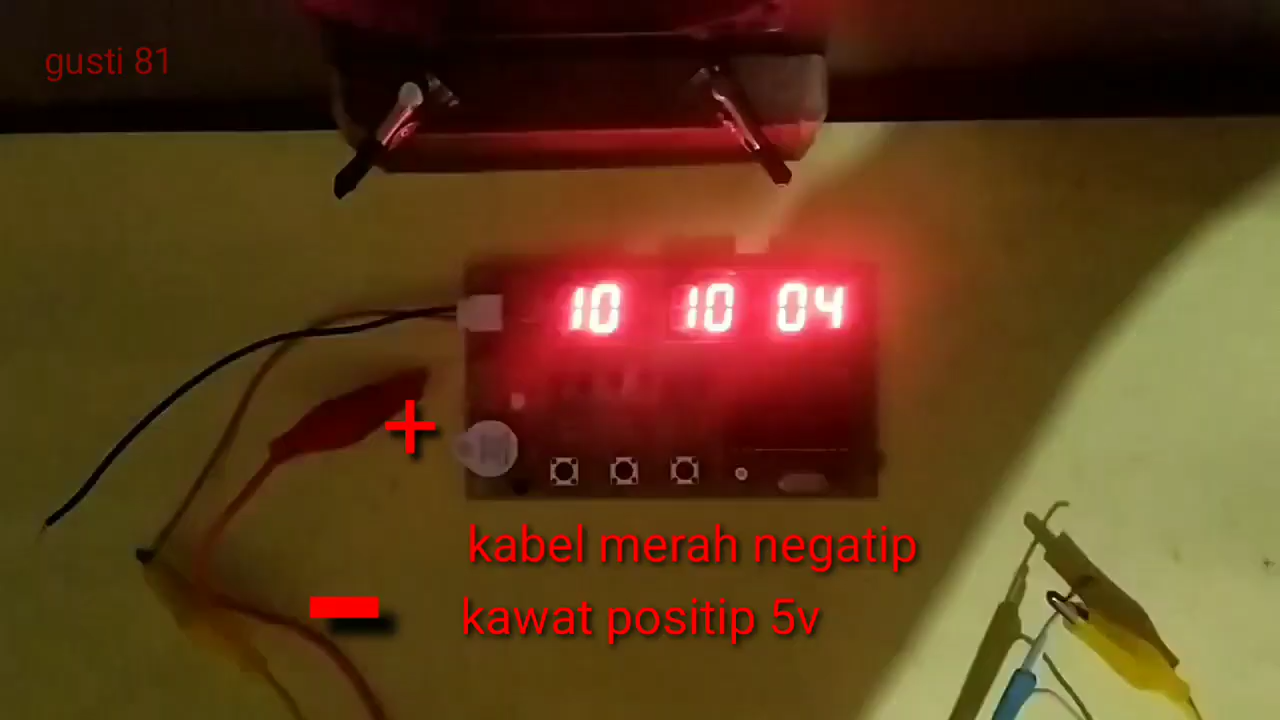 gusti 81
10 10 04
+
kabel merah negatip
-
kawat positip 5v